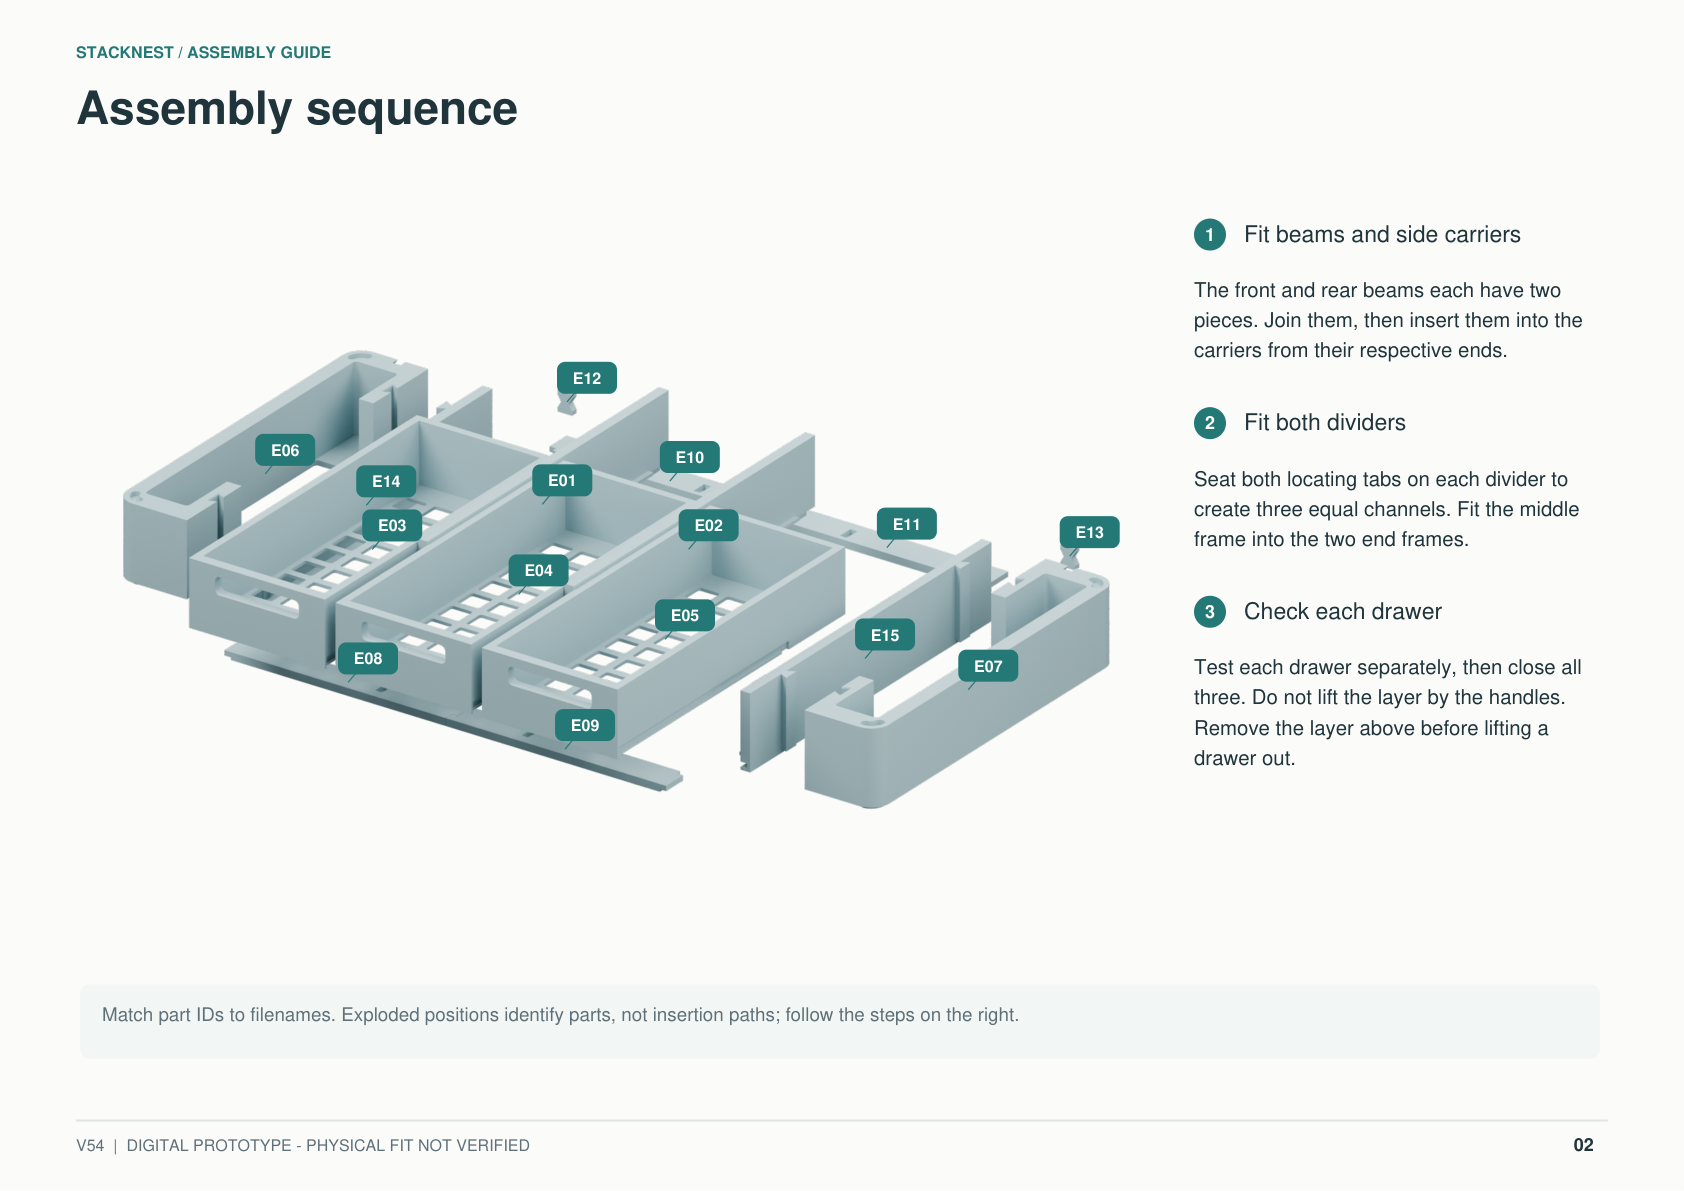 STACKNEST / ASSEMBLY GUIDE
Assembly sequence
E12
E06
E10
E14
E01
E03
E02
E11
E13
E04
E05
E15
E08
E07
E09
1 Fit beams and side carriers
The front and rear beams each have two
pieces. Join them, then insert them into the
carriers from their respective ends.
2 Fit both dividers
Seat both locating tabs on each divider to
create three equal channels. Fit the middle
frame into the two end frames.
3 Check each drawer
Test each drawer separately, then close all
three. Do not lift the layer by the handles.
Remove the layer above before lifting a
drawer out.
Match part IDs to filenames. Exploded positions identify parts, not insertion paths; follow the steps on the right.
V54 | DIGITAL PROTOTYPE - PHYSICAL FIT NOT VERIFIED
02